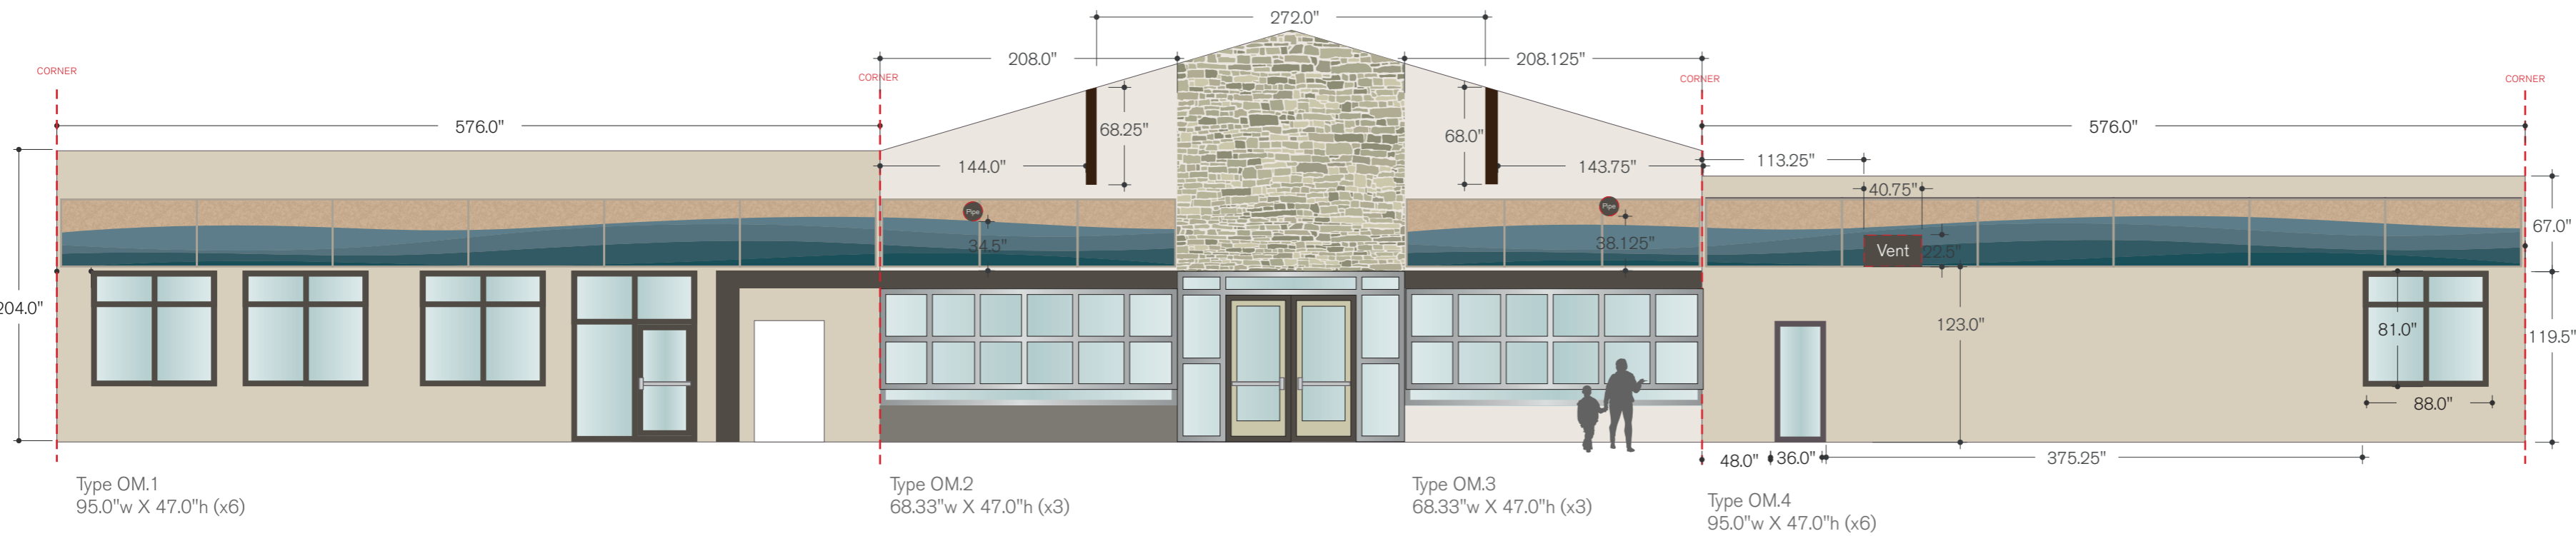 272.0"
208.0"
208.125"
CORNER
CORNER
CORNER
CORNER
576.0"
576.0"
68.25"
68.0"
144.0"
143.75"
113.25"
40.75"
Pipe
Pipe
34.5"
38.125"
Vent
22.5"
67.0"
204.0"
123.0"
81.0"
119.5"
88.0"
48.0"
36.0"
375.25"
Type OM.1
95.0"w X 47.0"h (x6)
Type OM.2
68.33"w X 47.0"h (x3)
Type OM.3
68.33"w X 47.0"h (x3)
Type OM.4
95.0"w X 47.0"h (x6)